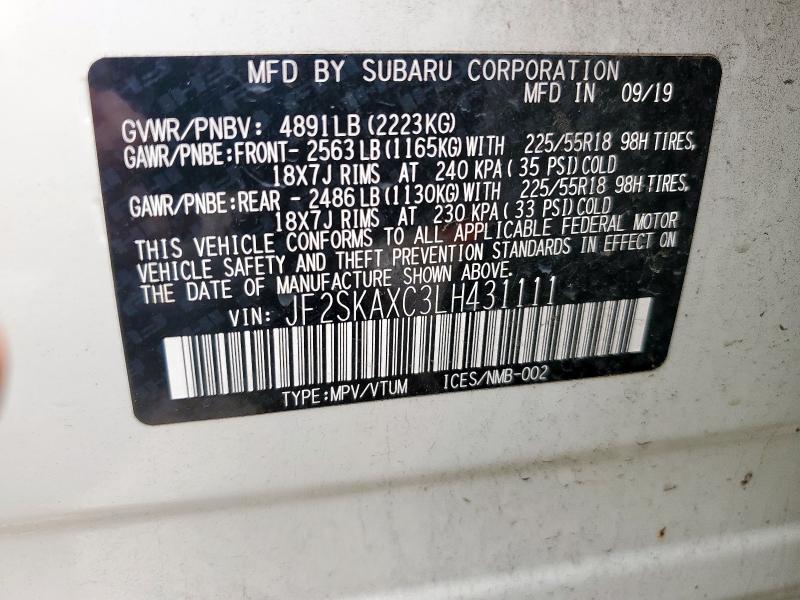 MFD BY SUBARU CORPORATION
MFD IN 09/19
GVWR/PNBV: 4891LB (2223KG)
GAWR/PNBE:FRONT- 2563LB (1165KG)WITH 225/55R18 98H TIRES,
18X7J RIMS AT 240 KPA( 35 PSI)COLD
GAWR/PNBE:REAR - 2486LB (1130KG)WITH 225/55R18 98H TIRES,
18X7J RIMS AT 230 KPA( 33 PSI)COLD
THIS VEHICLE CONFORMS TO ALL APPLICABLE FEDERAL MOTOR
VEHICLE SAFETY AND THEFT PREVENTION STANDARDS IN EFFECT ON
THE DATE OF MANUFACTURE SHOWN ABOVE.
VIN: JF2SKAXC3LH431111
TYPE:MPV/VTUM ICES/NMB-002